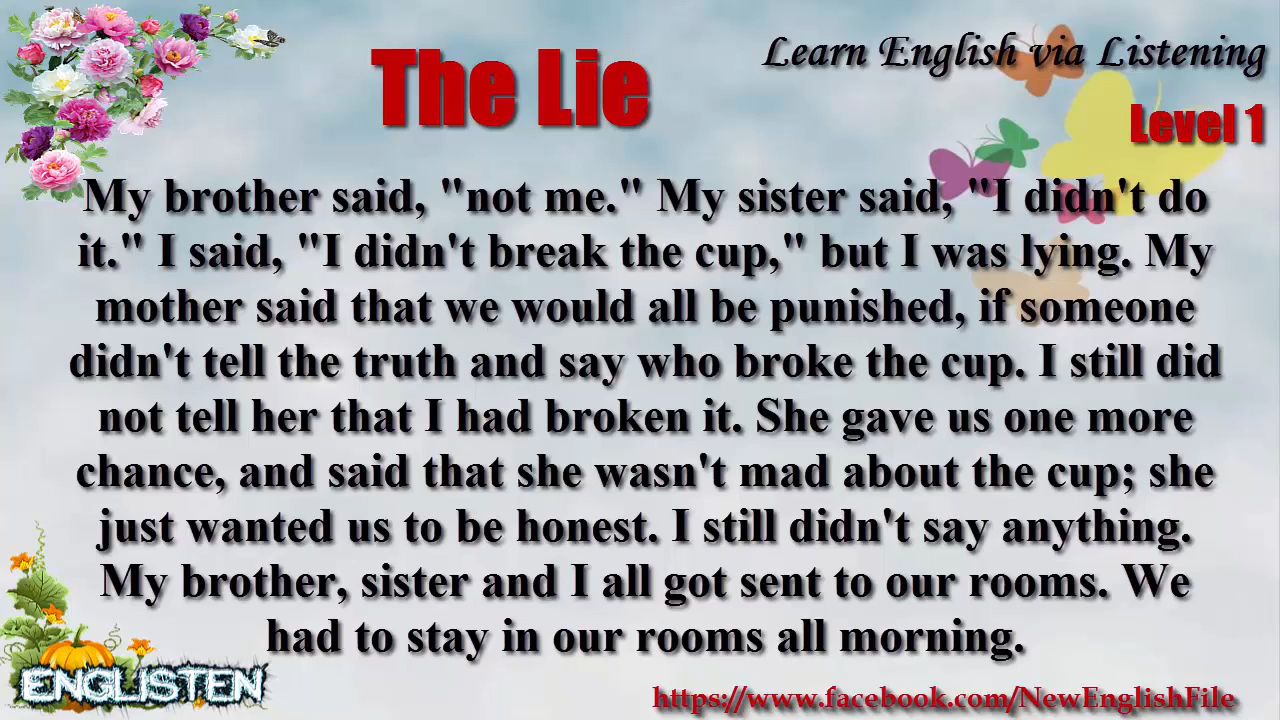 The Lie
Learn English via Listening
Level 1
My brother said, "not me." My sister said, "I didn't do
it." I said, "I didn't break the cup," but I was lying. My
mother said that we would all be punished, if someone
didn't tell the truth and say who broke the cup. I still did
not tell her that I had broken it. She gave us one more
chance, and said that she wasn't mad about the cup; she
just wanted us to be honest. I still didn't say anything.
My brother, sister and I all got sent to our rooms. We
had to stay in our rooms all morning.
ENGLISTEN
https://www.facebook.com/NewEnglishFile